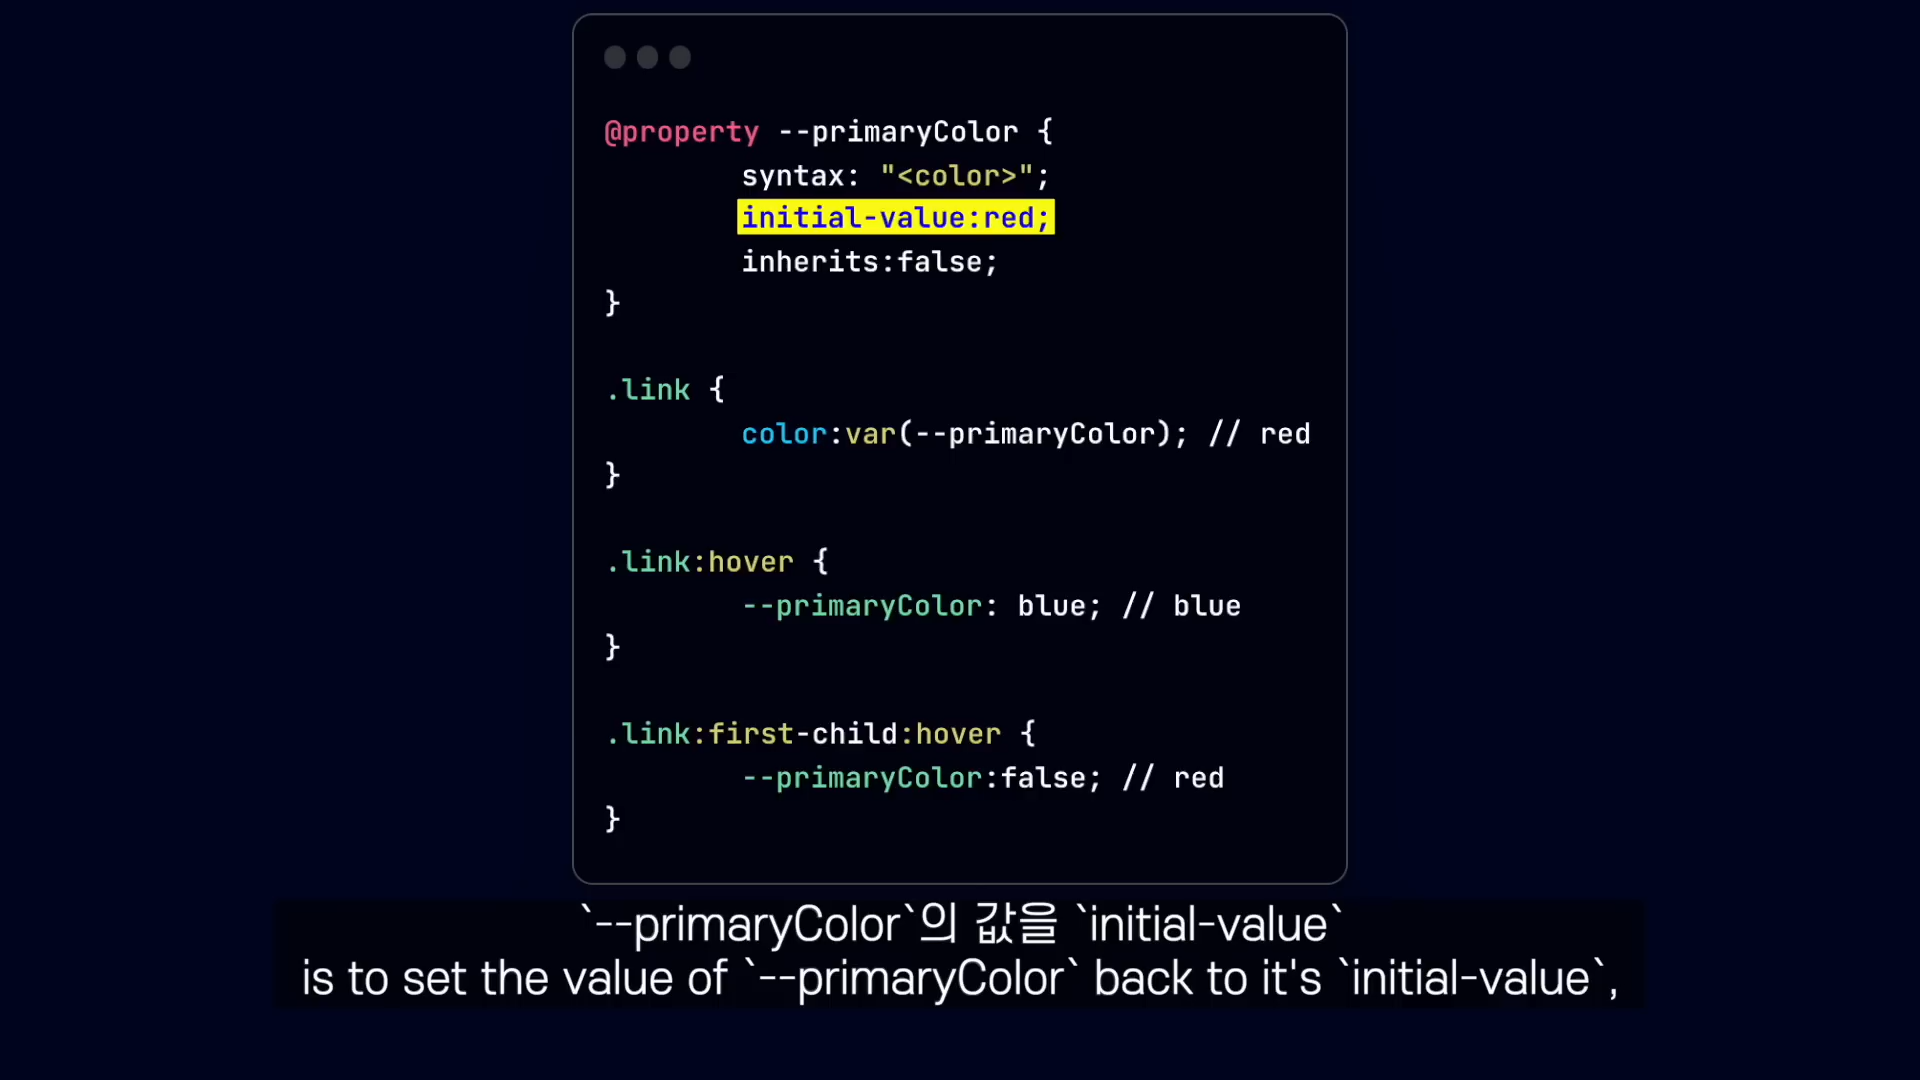 @property --primaryColor {
syntax: "<color>";
initial-value:red;
inherits:false;
}
.link {
color:var(--primaryColor); // red
}
.link:hover {
--primaryColor: blue; // blue
}
.link:first-child:hover {
--primaryColor:false; // red
}
`--primaryColor`의 값을 `initial-value`
is to set the value of `--primaryColor` back to it's `initial-value`,